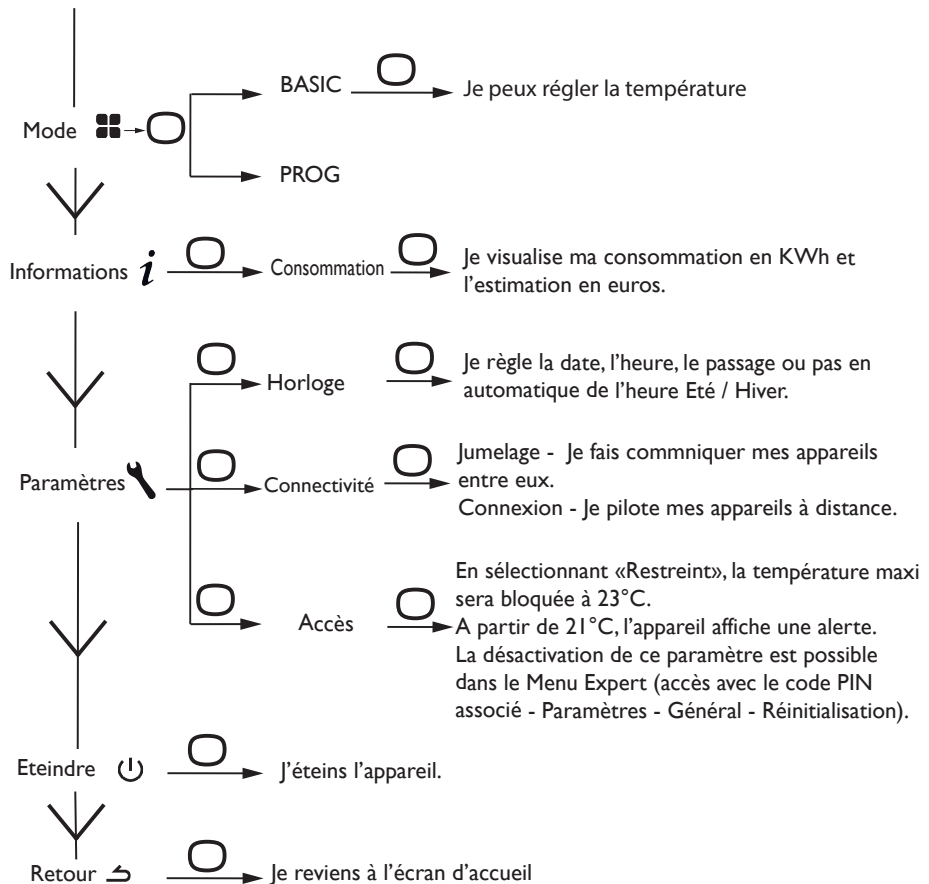 BASIC
Je peux régler la température
Mode
PROG
Informations i
Consommation
Je visualise ma consommation en KWh et
l'estimation en euros.
Horloge
Je règle la date, l'heure, le passage ou pas en
automatique de l'heure Eté / Hiver.
Paramètres
Connectivité
Jumelage - Je fais commniquer mes appareils
entre eux.
Connexion - Je pilote mes appareils à distance.
Accès
En sélectionnant «Restreint», la température maxi
sera bloquée à 23°C.
A partir de 21°C, l'appareil affiche une alerte.
La désactivation de ce paramètre est possible
dans le Menu Expert (accès avec le code PIN
associé - Paramètres - Général - Réinitialisation).
Eteindre
J'éteins l'appareil.
Retour
Je reviens à l'écran d'accueil